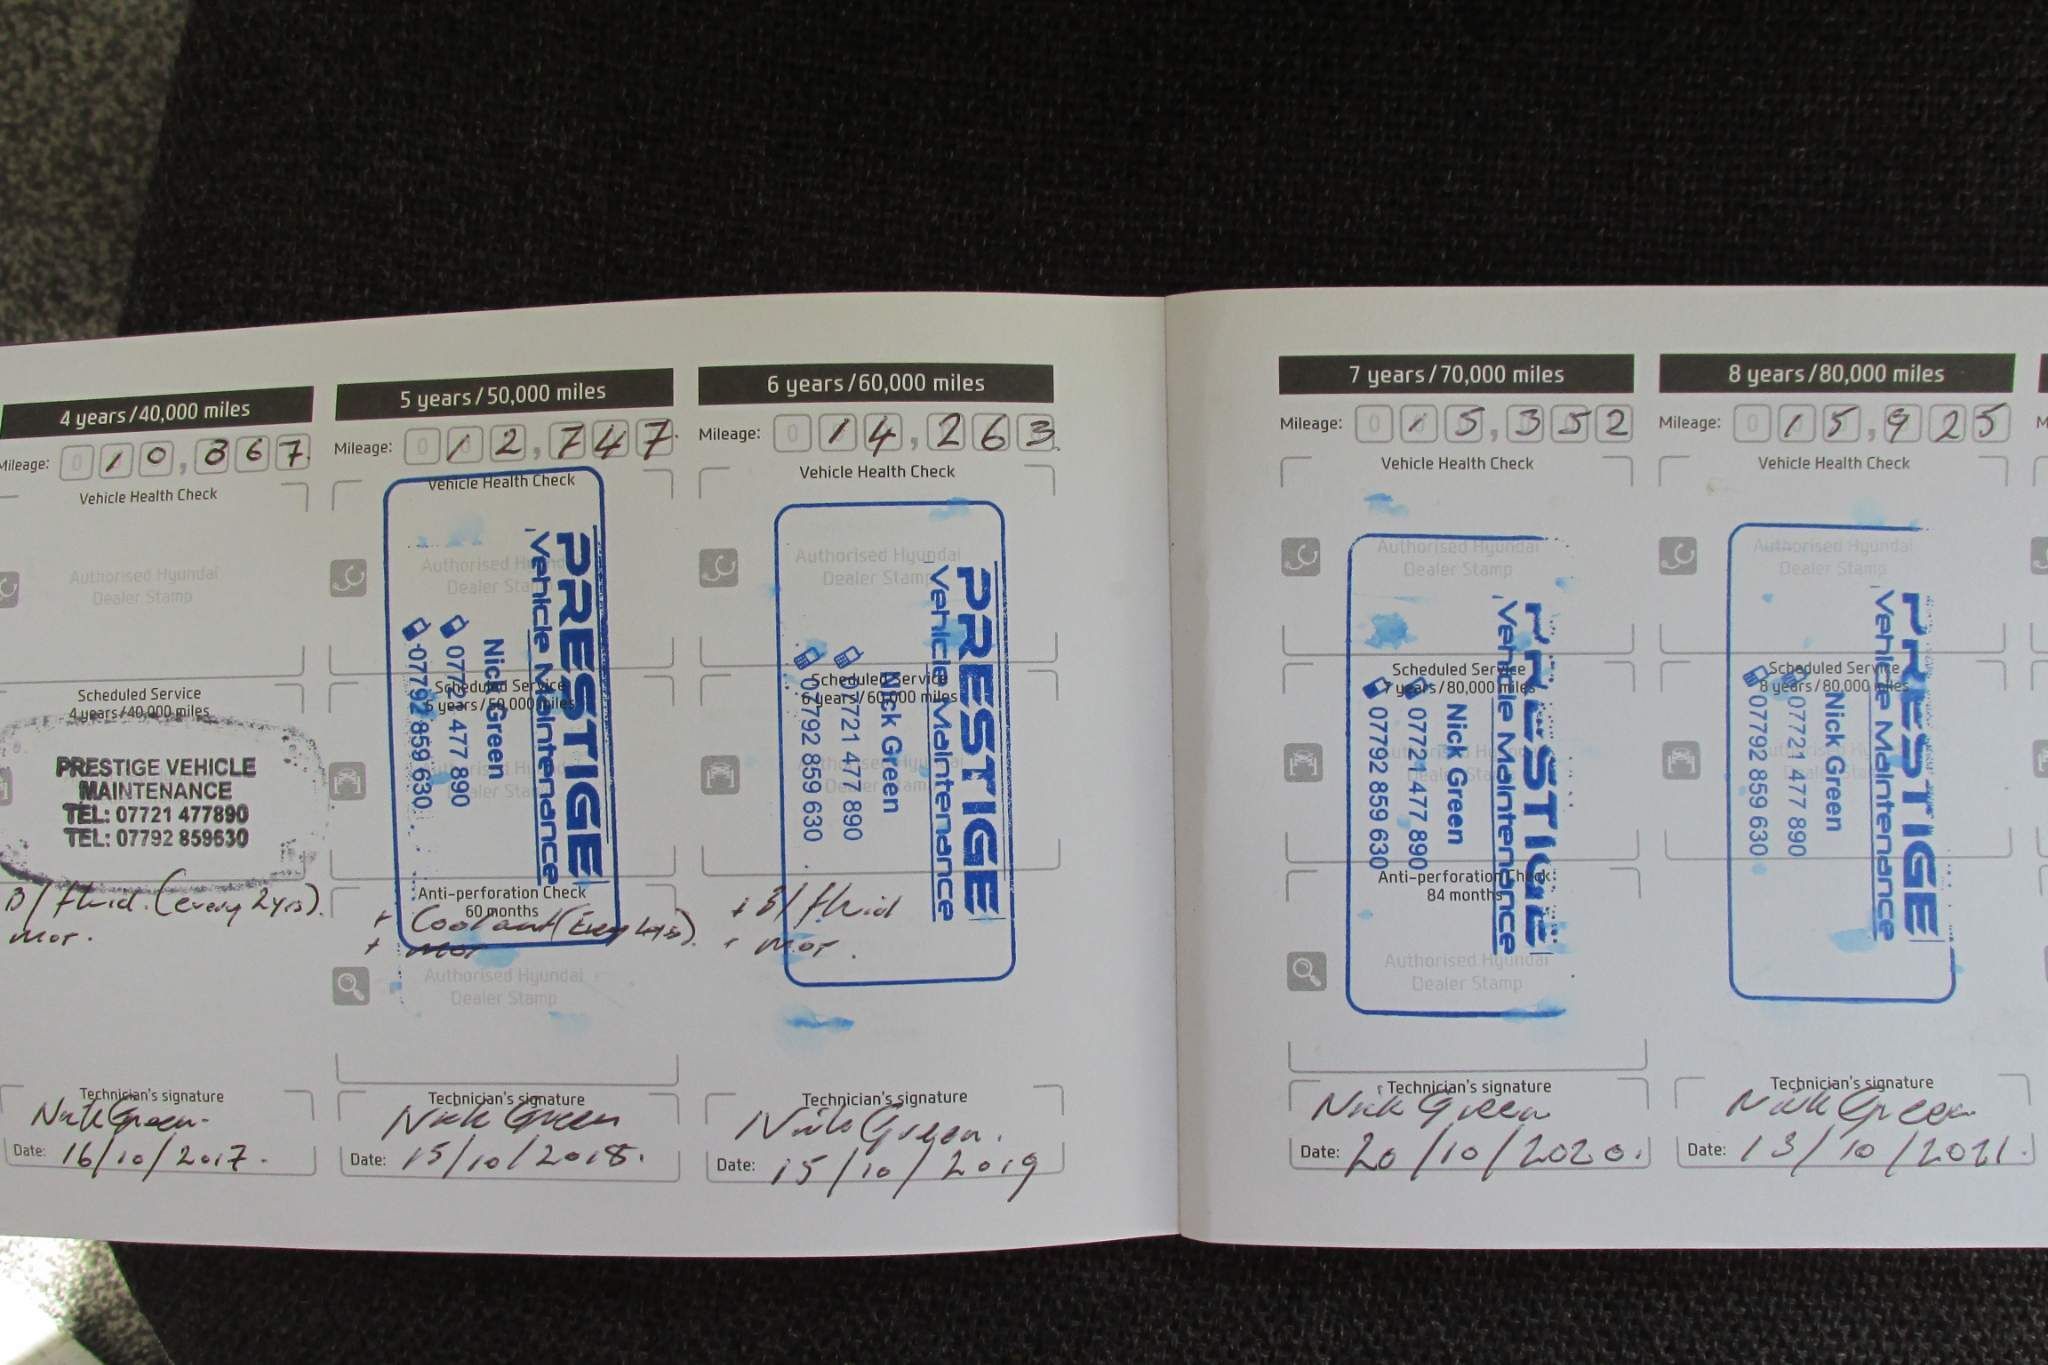 4 years/40,000 miles
Mileage: 010,867.
Vehicle Health Check
Authorised Hyundai
Dealer Stamp
Scheduled Service
4 years/40,000 miles
PRESTIGE VEHICLE
MAINTENANCE
TEL: 07721 477890
TEL: 07792 859630
B/fluid.(every 2yrs).
mot.
Technician's signature
Nick Green.
Date: 16/10/2017.
5 years/50,000 miles
Mileage: 012,747.
Vehicle Health Check
Authorised Hyundai
Dealer Stamp
PRESTIGE
Vehicle Maintenance
Nick Green
07721 477 890
07792 859 630
Scheduled Service
5 years/50,000 miles
Anti-perforation Check
60 months
+ Coolant (Every
+ mot
Authorised Hyundai
Dealer Stamp
Technician's signature
Nick Green
Date: 15/10/2018.
6 years/60,000 miles
Mileage: 014,263.
Vehicle Health Check
Authorised Hyundai
Dealer Stamp
PRESTIGE
Vehicle Maintenance
Nick Green
07721 477 890
07792 859 630
Scheduled Service
6 years/60,000 miles
+ B/fluid
+ mot.
Technician's signature
Nick Green.
Date: 15/10/2019
7 years/70,000 miles
Mileage: 015,352
Vehicle Health Check
Authorised Hyundai
Dealer Stamp
PRESTIGE
Vehicle Maintenance
Nick Green
07721 477 890
07792 859 630
Scheduled Service
7 years/80,000 miles
Anti-perforation Check
84 months
Authorised Hyundai
Dealer Stamp
Technician's signature
Nick Green
Date: 20/10/2020.
8 years/80,000 miles
Mileage: 015,925
Vehicle Health Check
Authorised Hyundai
Dealer Stamp
PRESTIGE
Vehicle Maintenance
Nick Green
07721 477 890
07792 859 630
Scheduled Service
8 years/80,000 miles
Technician's signature
Nick Green
Date: 13/10/2021.